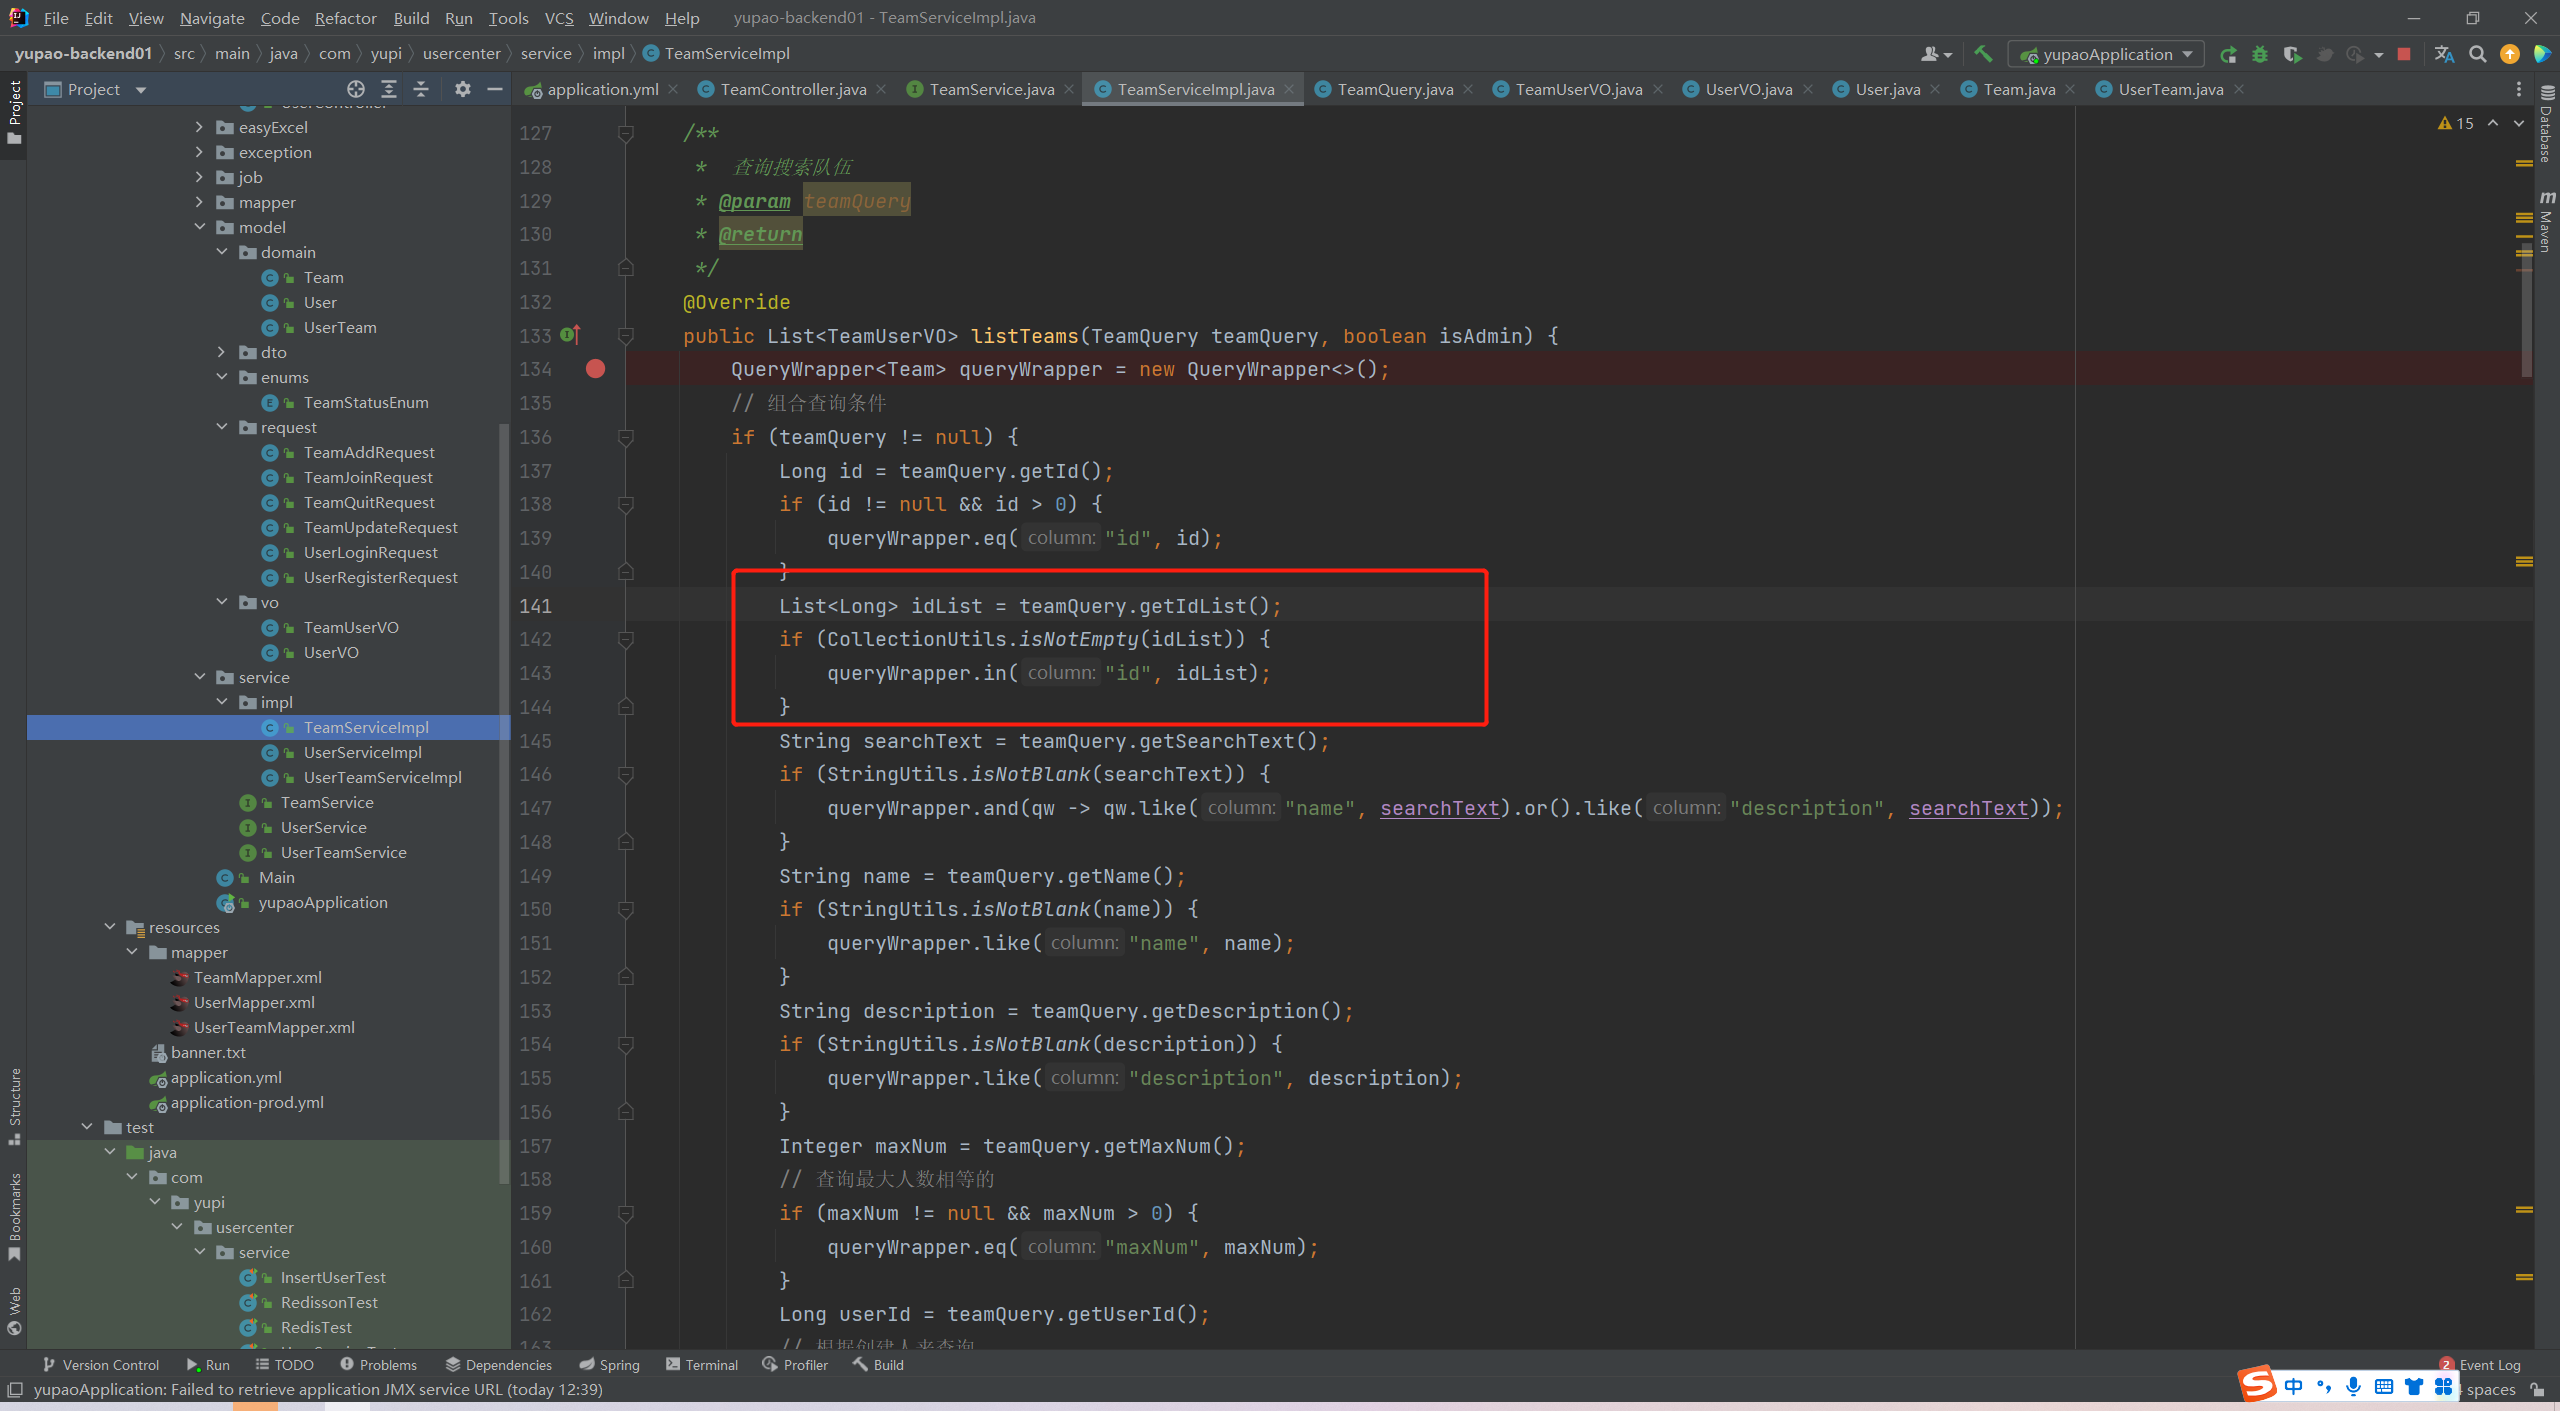 File Edit View Navigate Code Refactor Build Run Tools VCS Window Help yupao-backend01 - TeamServiceImpl.java
yupao-backend01 src main java com yupi usercenter service impl TeamServiceImpl
yupaoApplication
Project
application.yml TeamController.java TeamService.java TeamServiceImpl.java TeamQuery.java TeamUserVO.java UserVO.java User.java Team.java UserTeam.java
Project
Structure
Bookmarks
Web
easyExcel
exception
job
mapper
model
domain
Team
User
UserTeam
dto
enums
TeamStatusEnum
request
TeamAddRequest
TeamJoinRequest
TeamQuitRequest
TeamUpdateRequest
UserLoginRequest
UserRegisterRequest
vo
TeamUserVO
UserVO
service
impl
TeamServiceImpl
UserServiceImpl
UserTeamServiceImpl
TeamService
UserService
UserTeamService
Main
yupaoApplication
resources
mapper
TeamMapper.xml
UserMapper.xml
UserTeamMapper.xml
banner.txt
application.yml
application-prod.yml
test
java
com
yupi
usercenter
service
InsertUserTest
RedissonTest
RedisTest
15
127 /**
128 * 查询搜索队伍
129 * @param teamQuery
130 * @return
131 */
132 @Override
133 public List<TeamUserVO> listTeams(TeamQuery teamQuery, boolean isAdmin) {
134 QueryWrapper<Team> queryWrapper = new QueryWrapper<>();
135 // 组合查询条件
136 if (teamQuery != null) {
137 Long id = teamQuery.getId();
138 if (id != null && id > 0) {
139 queryWrapper.eq( column: "id", id);
140 }
141 List<Long> idList = teamQuery.getIdList();
142 if (CollectionUtils.isNotEmpty(idList)) {
143 queryWrapper.in( column: "id", idList);
144 }
145 String searchText = teamQuery.getSearchText();
146 if (StringUtils.isNotBlank(searchText)) {
147 queryWrapper.and(qw -> qw.like( column: "name", searchText).or().like( column: "description", searchText));
148 }
149 String name = teamQuery.getName();
150 if (StringUtils.isNotBlank(name)) {
151 queryWrapper.like( column: "name", name);
152 }
153 String description = teamQuery.getDescription();
154 if (StringUtils.isNotBlank(description)) {
155 queryWrapper.like( column: "description", description);
156 }
157 Integer maxNum = teamQuery.getMaxNum();
158 // 查询最大人数相等的
159 if (maxNum != null && maxNum > 0) {
160 queryWrapper.eq( column: "maxNum", maxNum);
161 }
162 Long userId = teamQuery.getUserId();
163 // 根据创建人来查询
Database
m Maven
Version Control Run TODO Problems Dependencies Spring Terminal Profiler Build 2 Event Log
yupaoApplication: Failed to retrieve application JMX service URL (today 12:39) 中 spaces